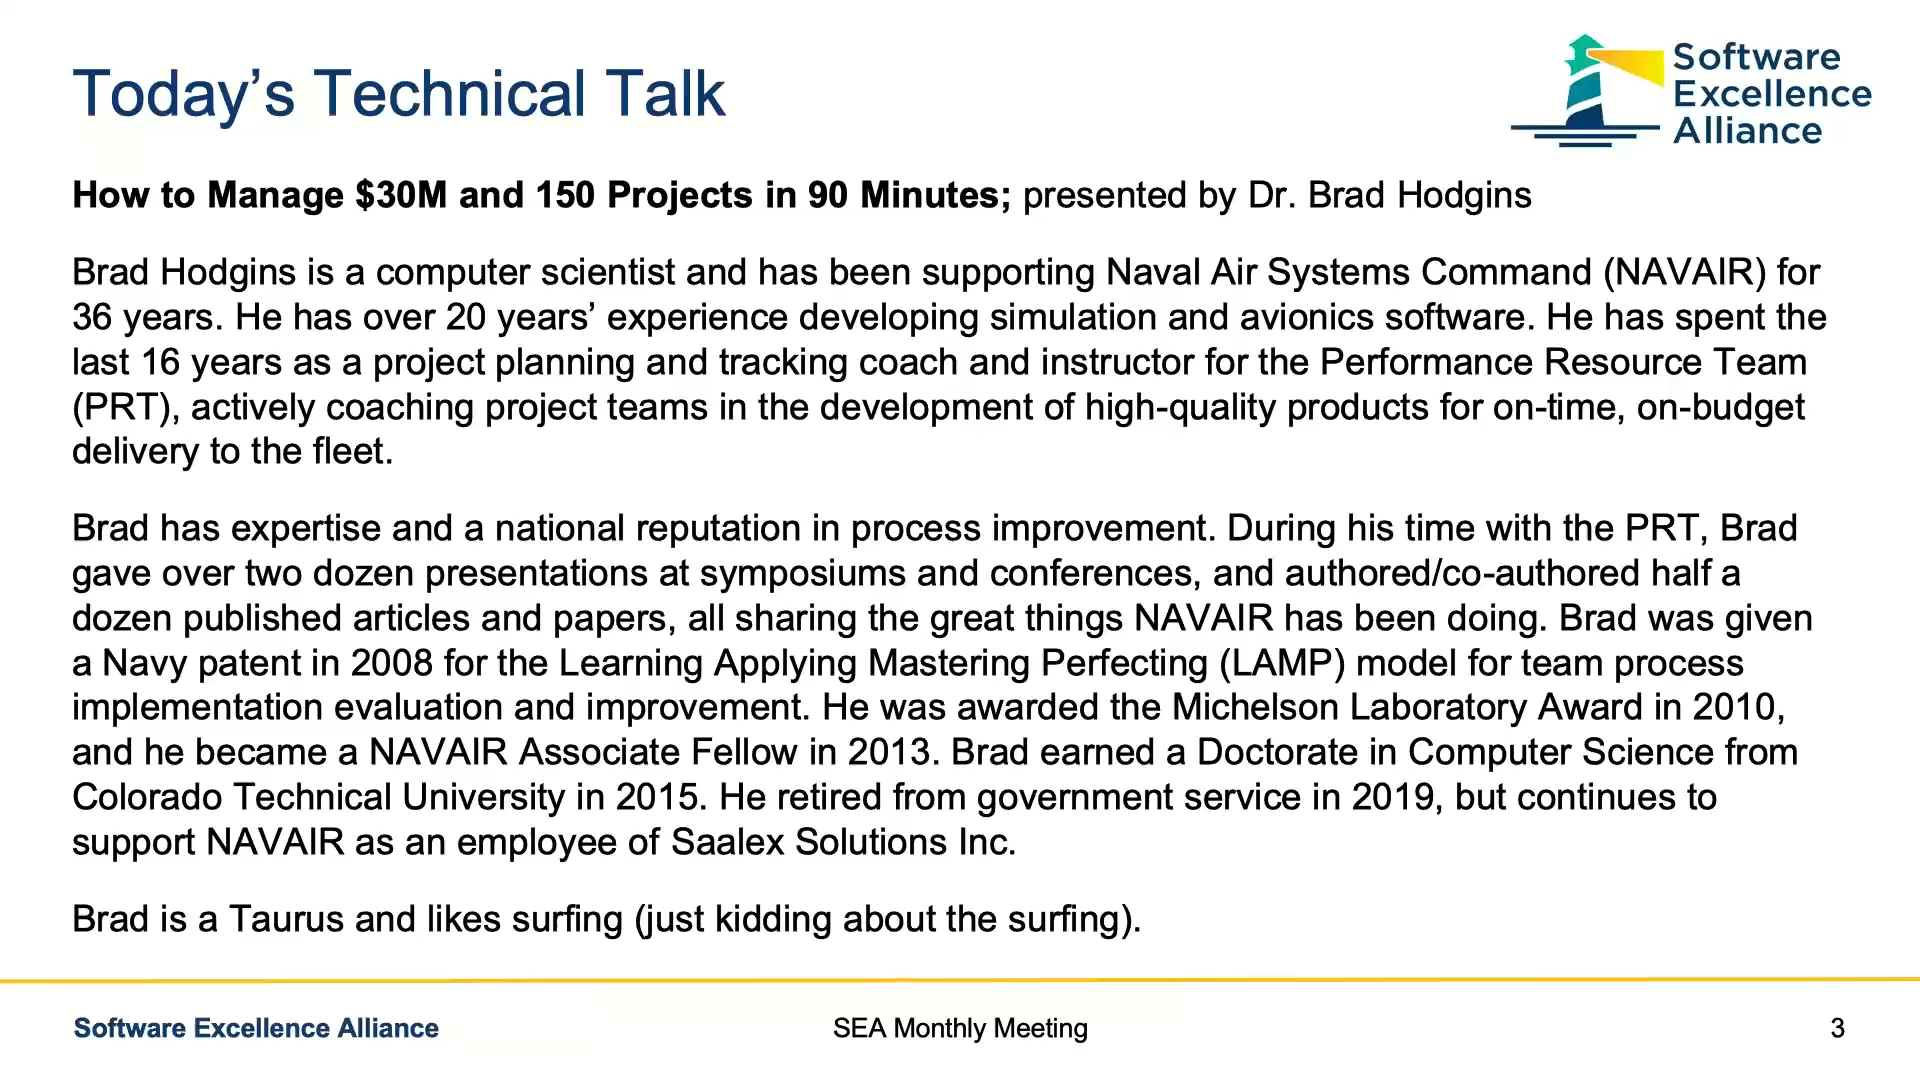 Today’s Technical Talk
Software
Excellence
Alliance
How to Manage $30M and 150 Projects in 90 Minutes; presented by Dr. Brad Hodgins
Brad Hodgins is a computer scientist and has been supporting Naval Air Systems Command (NAVAIR) for
36 years. He has over 20 years’ experience developing simulation and avionics software. He has spent the
last 16 years as a project planning and tracking coach and instructor for the Performance Resource Team
(PRT), actively coaching project teams in the development of high-quality products for on-time, on-budget
delivery to the fleet.
Brad has expertise and a national reputation in process improvement. During his time with the PRT, Brad
gave over two dozen presentations at symposiums and conferences, and authored/co-authored half a
dozen published articles and papers, all sharing the great things NAVAIR has been doing. Brad was given
a Navy patent in 2008 for the Learning Applying Mastering Perfecting (LAMP) model for team process
implementation evaluation and improvement. He was awarded the Michelson Laboratory Award in 2010,
and he became a NAVAIR Associate Fellow in 2013. Brad earned a Doctorate in Computer Science from
Colorado Technical University in 2015. He retired from government service in 2019, but continues to
support NAVAIR as an employee of Saalex Solutions Inc.
Brad is a Taurus and likes surfing (just kidding about the surfing).
Software Excellence Alliance
SEA Monthly Meeting
3